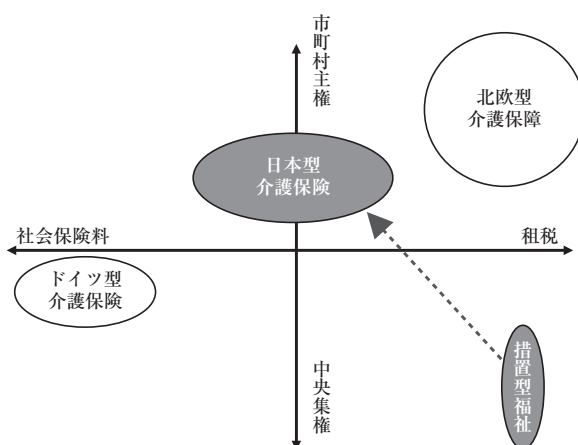 市町村主権
北欧型
介護保障
日本型
介護保険
社会保険料
租税
ドイツ型
介護保険
措置型福祉
中央集権